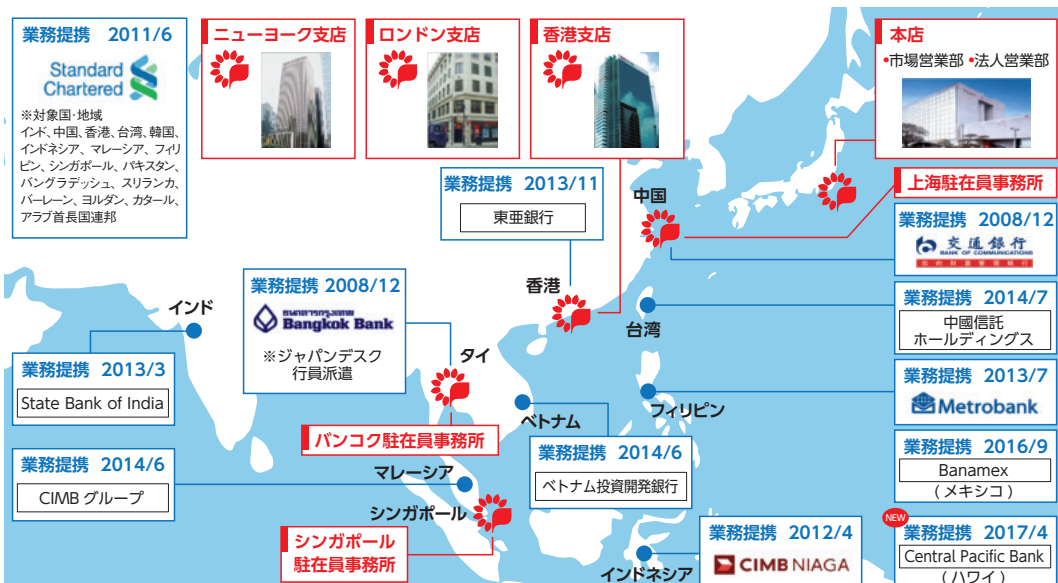 業務提携 2011/6
Standard
Chartered
※対象国・地域
インド、中国、香港、台湾、韓国、
インドネシア、マレーシア、フィリ
ピン、シンガポール、パキスタン、
バングラデッシュ、スリランカ、
バーレーン、ヨルダン、カタール、
アラブ首長国連邦
ニューヨーク支店
ロンドン支店
香港支店
本店
•市場営業部 •法人営業部
業務提携 2013/11
東亜銀行
中国
上海駐在員事務所
業務提携 2008/12
交通銀行
BANK OF COMMUNICATIONS
香港
台湾
業務提携 2014/7
中國信託
ホールディングス
インド
業務提携 2008/12
ธนาคารกรุงเทพ
Bangkok Bank
※ジャパンデスク
行員派遣
タイ
業務提携 2013/3
State Bank of India
バンコク駐在員事務所
ベトナム
フィリピン
業務提携 2013/7
Metrobank
業務提携 2014/6
CIMB グループ
マレーシア
シンガポール
業務提携 2014/6
ベトナム投資開発銀行
業務提携 2016/9
Banamex
(メキシコ)
シンガポール
駐在員事務所
インドネシア
業務提携 2012/4
CIMB NIAGA
NEW
業務提携 2017/4
Central Pacific Bank
(ハワイ)